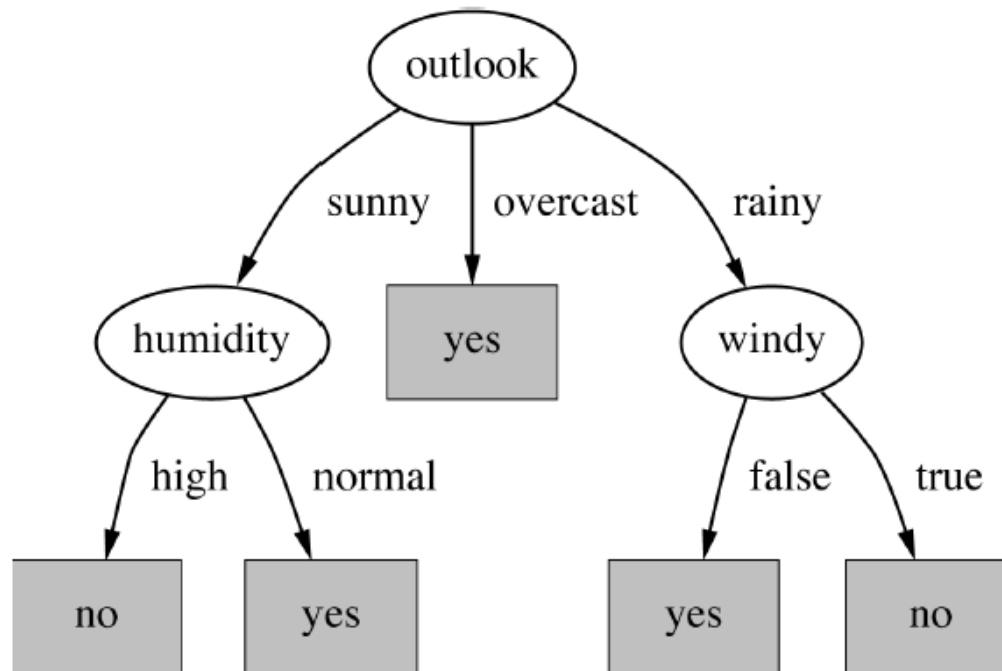 outlook
sunny overcast rainy
humidity yes windy
high normal false true
no yes yes no